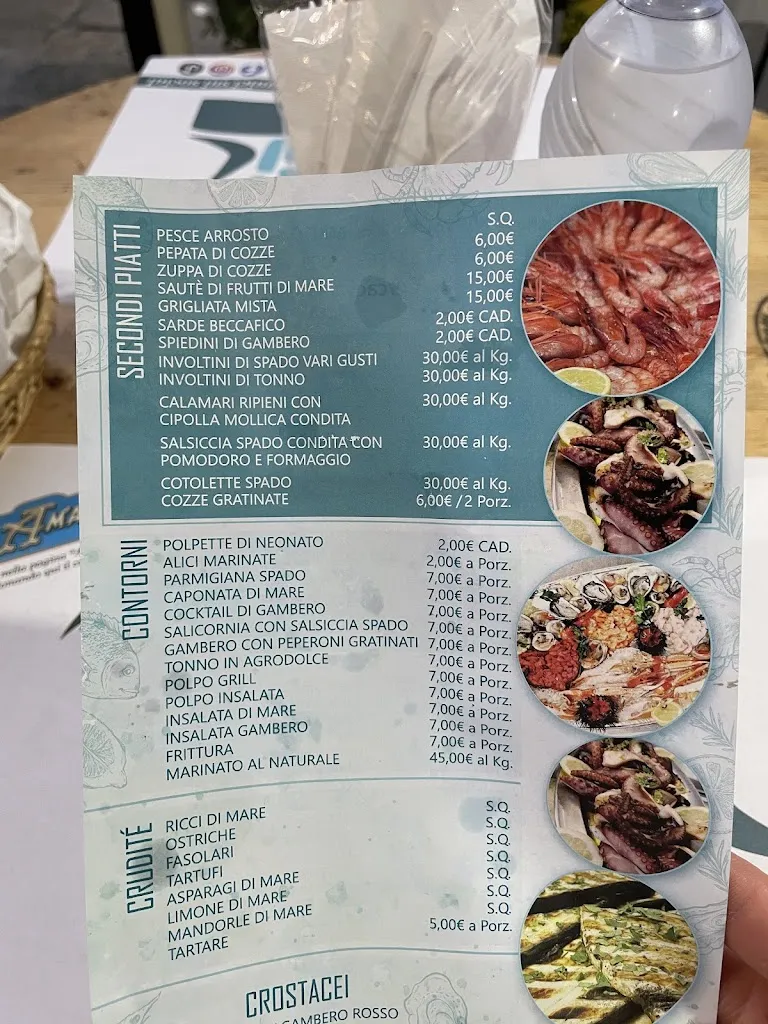 SECONDI PIATTI
PESCE ARROSTO S.Q.
PEPATA DI COZZE 6,00€
ZUPPA DI COZZE 6,00€
SAUTÈ DI FRUTTI DI MARE 15,00€
GRIGLIATA MISTA 15,00€
SARDE BECCAFICO 2,00€ CAD.
SPIEDINI DI GAMBERO 2,00€ CAD.
INVOLTINI DI SPADO VARI GUSTI 30,00€ al Kg.
INVOLTINI DI TONNO 30,00€ al Kg.
CALAMARI RIPIENI CON 30,00€ al Kg.
CIPOLLA MOLLICA CONDITA
SALSICCIA SPADO CONDITA CON 30,00€ al Kg.
POMODORO E FORMAGGIO
COTOLETTE SPADO 30,00€ al Kg.
COZZE GRATINATE 6,00€ /2 Porz.
CONTORNI
POLPETTE DI NEONATO 2,00€ CAD.
ALICI MARINATE 2,00€ a Porz.
PARMIGIANA SPADO 7,00€ a Porz.
CAPONATA DI MARE 7,00€ a Porz.
COCKTAIL DI GAMBERO 7,00€ a Porz.
SALICORNIA CON SALSICCIA SPADO 7,00€ a Porz.
GAMBERO CON PEPERONI GRATINATI 7,00€ a Porz.
TONNO IN AGRODOLCE 7,00€ a Porz.
POLPO GRILL 7,00€ a Porz.
POLPO INSALATA 7,00€ a Porz.
INSALATA DI MARE 7,00€ a Porz.
INSALATA GAMBERO 7,00€ a Porz.
FRITTURA 7,00€ a Porz.
MARINATO AL NATURALE 45,00€ al Kg.
CRUDITÉ
RICCI DI MARE S.Q.
OSTRICHE S.Q.
FASOLARI S.Q.
TARTUFI S.Q.
ASPARAGI DI MARE S.Q.
LIMONE DI MARE S.Q.
MANDORLE DI MARE S.Q.
TARTARE 5,00€ a Porz.
CROSTACEI
GAMBERO ROSSO